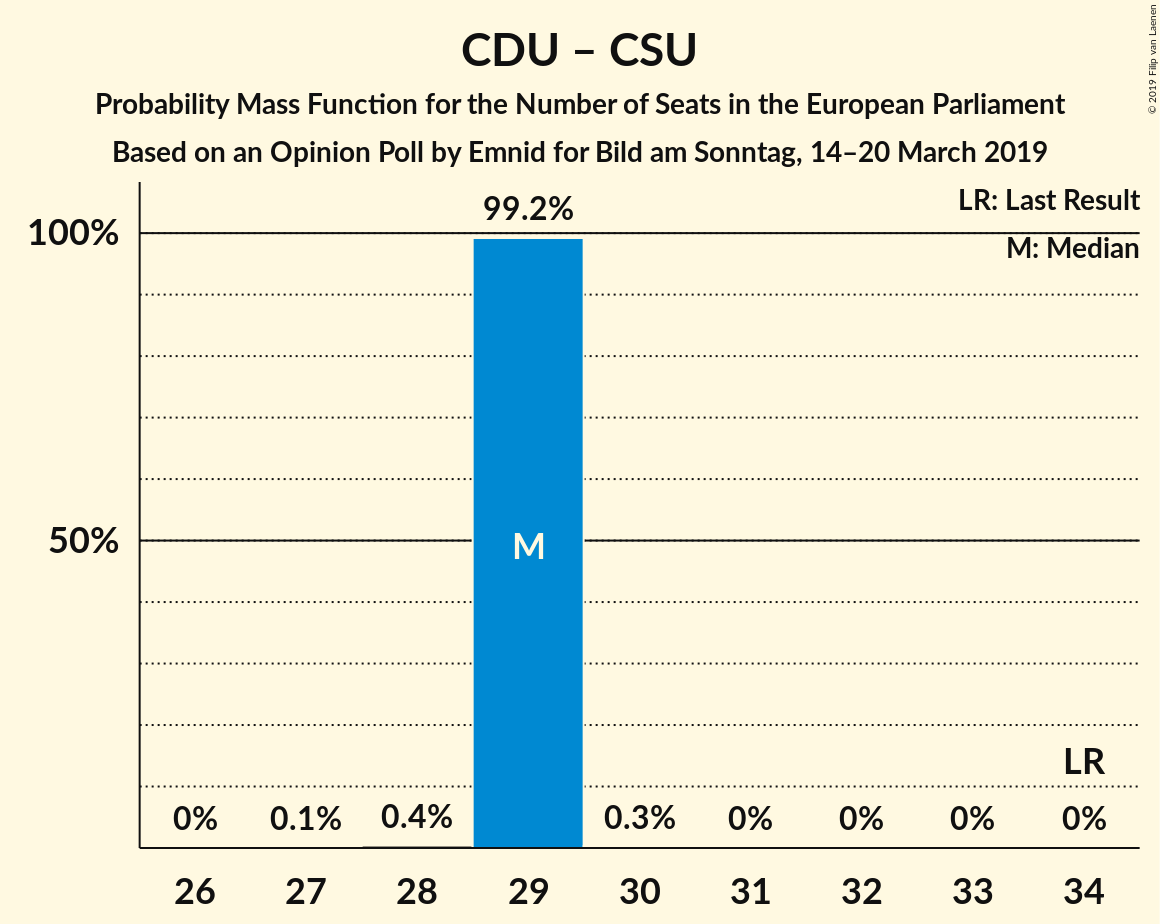 CDU – CSU
Probability Mass Function for the Number of Seats in the European Parliament
Based on an Opinion Poll by Emnid for Bild am Sonntag, 14–20 March 2019
© 2019 Filip van Laenen
LR: Last Result
M: Median
99.2%
100%
50%
M
LR
0% 0.1% 0.4% 0.3% 0% 0% 0% 0%
26 27 28 29 30 31 32 33 34